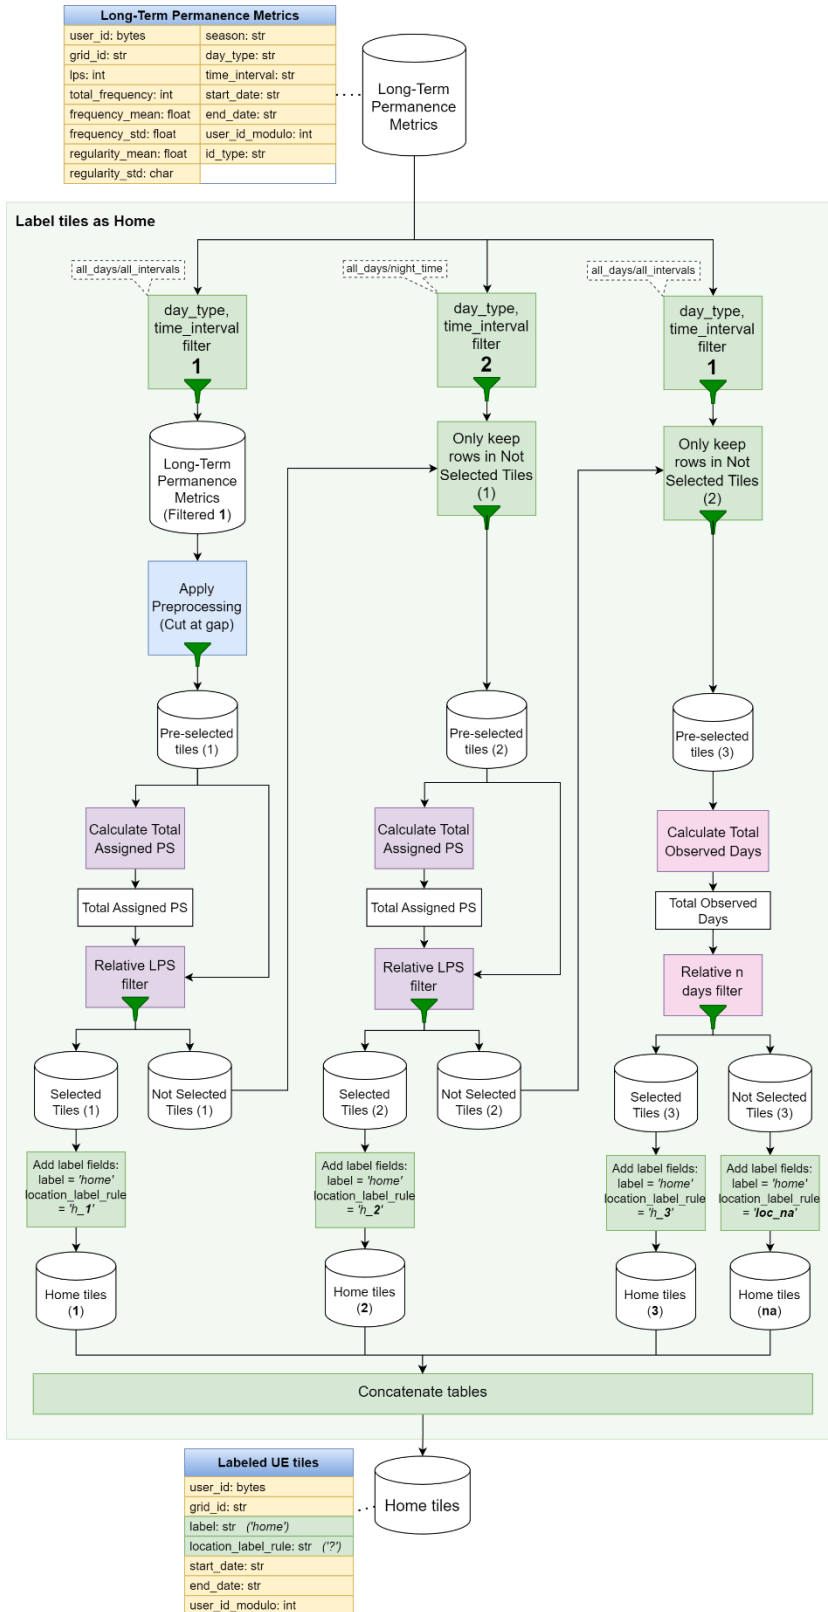 Long-Term Permanence Metrics
user_id: bytes
season: str
grid_id: str
day_type: str
lps: int
time_interval: str
total_frequency: int
start_date: str
frequency_mean: float
end_date: str
frequency_std: float
user_id_modulo: int
regularity_mean: float
id_type: str
regularity_std: char
Long-Term
Permanence
Metrics
Label tiles as Home
all_days/all_intervals
all_days/night_time
all_days/all_intervals
day_type,
time_interval
filter
1
day_type,
time_interval
filter
2
day_type,
time_interval
filter
1
Long-Term
Permanence
Metrics
(Filtered 1)
Only keep
rows in Not
Selected Tiles
(1)
Only keep
rows in Not
Selected Tiles
(2)
Apply
Preprocessing
(Cut at gap)
Pre-selected
tiles (1)
Pre-selected
tiles (2)
Pre-selected
tiles (3)
Calculate Total
Assigned PS
Calculate Total
Assigned PS
Calculate Total
Observed Days
Total Assigned PS
Total Assigned PS
Total Observed
Days
Relative LPS
filter
Relative LPS
filter
Relative n
days filter
Selected
Tiles (1)
Not Selected
Tiles (1)
Selected
Tiles (2)
Not Selected
Tiles (2)
Selected
Tiles (3)
Not Selected
Tiles (3)
Add label fields:
label = 'home'
location_label_rule
= 'h_1'
Add label fields:
label = 'home'
location_label_rule
= 'h_2'
Add label fields:
label = 'home'
location_label_rule
= 'h_3'
Add label fields:
label = 'home'
location_label_rule
= 'loc_na'
Home tiles
(1)
Home tiles
(2)
Home tiles
(3)
Home tiles
(na)
Concatenate tables
Labeled UE tiles
user_id: bytes
grid_id: str
label: str ('home')
location_label_rule: str ('?')
start_date: str
end_date: str
user_id_modulo: int
Home tiles